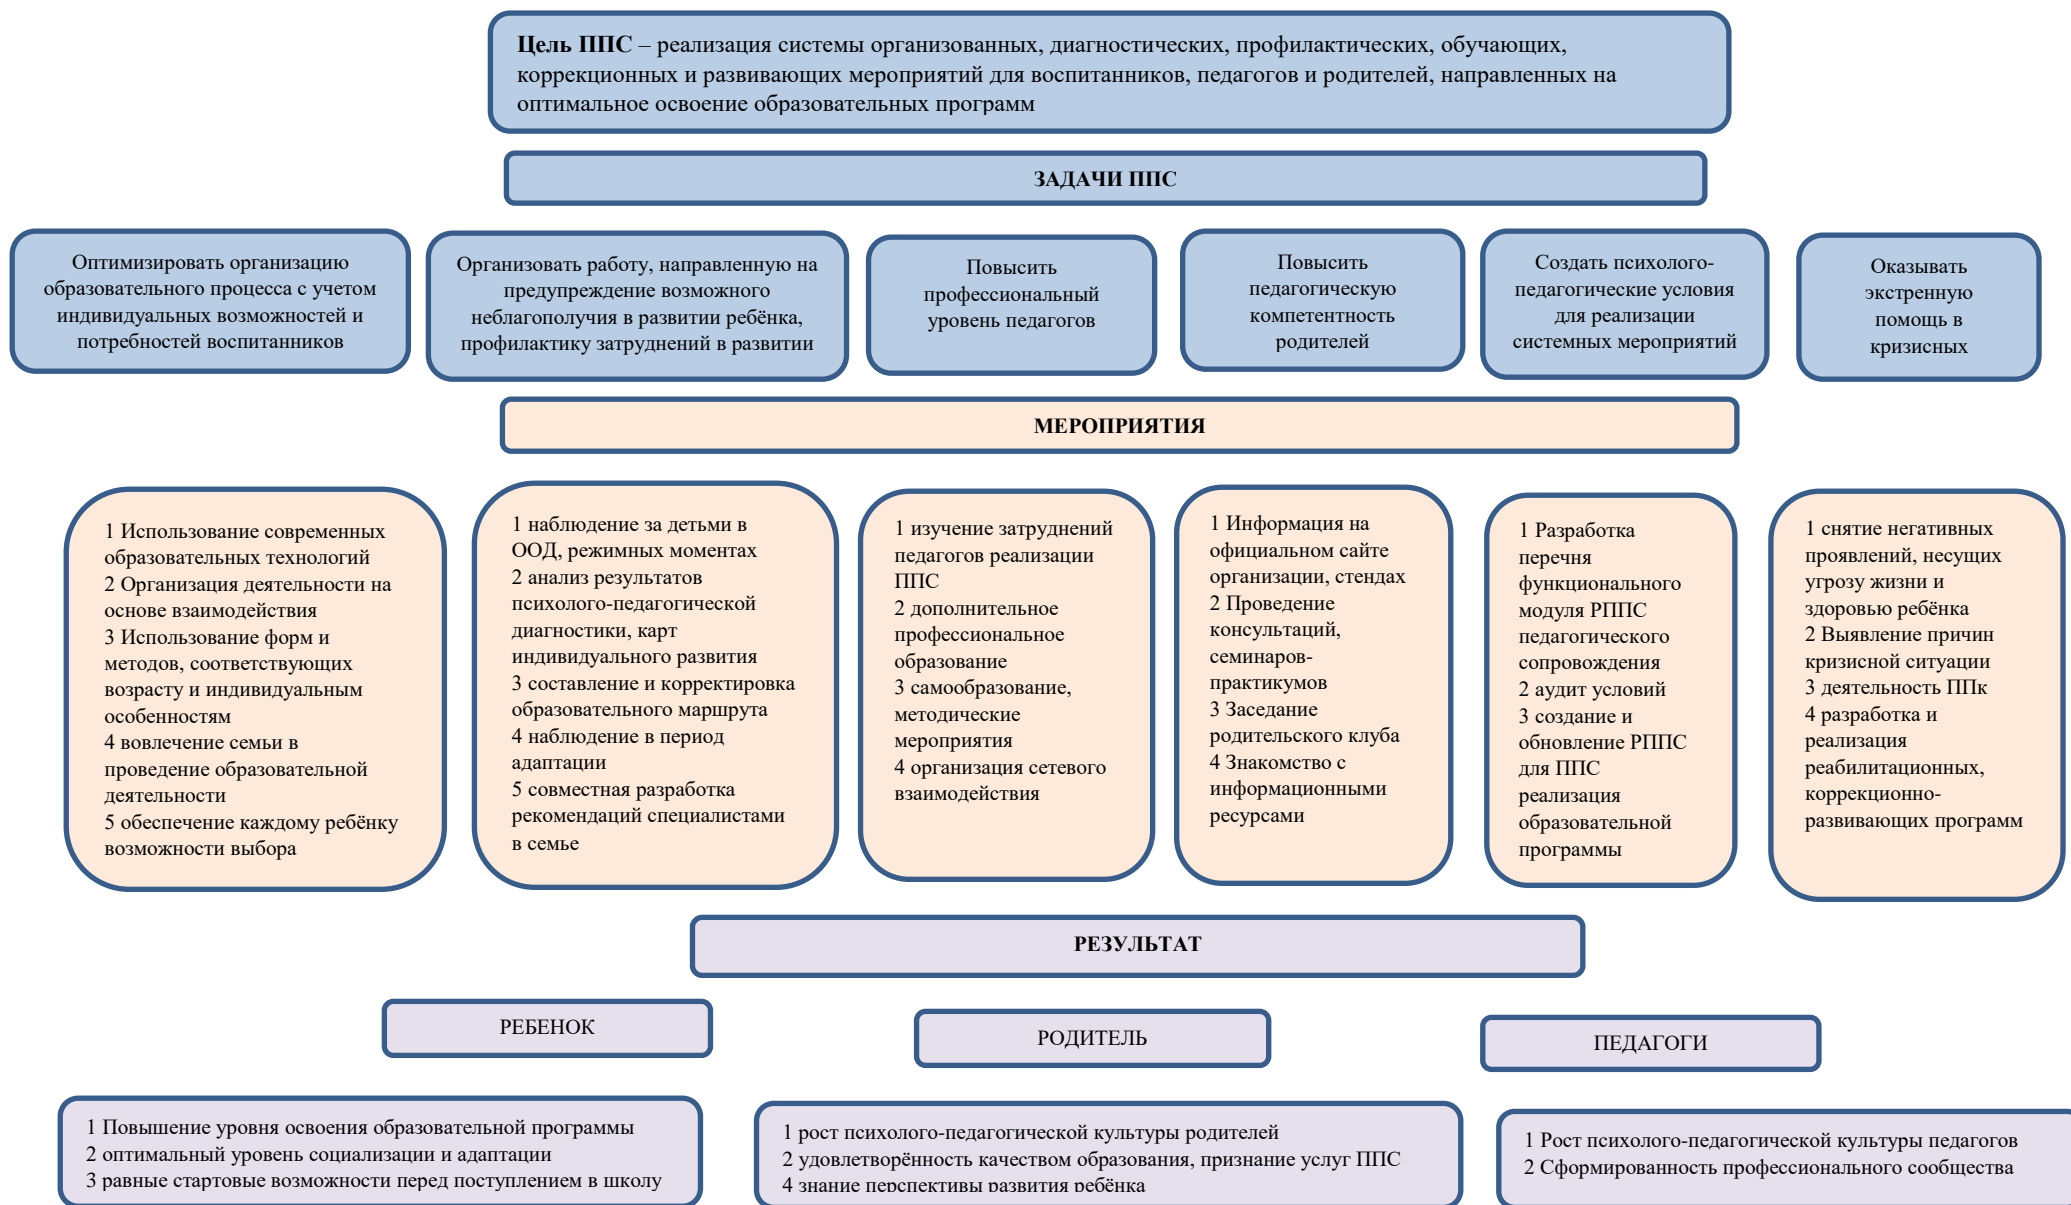 Цель ППС – реализация системы организованных, диагностических, профилактических, обучающих,
коррекционных и развивающих мероприятий для воспитанников, педагогов и родителей, направленных на
оптимальное освоение образовательных программ
ЗАДАЧИ ППС
Оптимизировать организацию
образовательного процесса с учетом
индивидуальных возможностей и
потребностей воспитанников
Организовать работу, направленную на
предупреждение возможного
неблагополучия в развитии ребёнка,
профилактику затруднений в развитии
Повысить
профессиональный
уровень педагогов
Повысить
педагогическую
компетентность
родителей
Создать психолого-
педагогические условия
для реализации
системных мероприятий
Оказывать
экстренную
помощь в
кризисных
МЕРОПРИЯТИЯ
1 Использование современных
образовательных технологий
2 Организация деятельности на
основе взаимодействия
3 Использование форм и
методов, соответствующих
возрасту и индивидуальным
особенностям
4 вовлечение семьи в
проведение образовательной
деятельности
5 обеспечение каждому ребёнку
возможности выбора
1 наблюдение за детьми в
ООД, режимных моментах
2 анализ результатов
психолого-педагогической
диагностики, карт
индивидуального развития
3 составление и корректировка
образовательного маршрута
4 наблюдение в период
адаптации
5 совместная разработка
рекомендаций специалистами
в семье
1 изучение затруднений
педагогов реализации
ППС
2 дополнительное
профессиональное
образование
3 самообразование,
методические
мероприятия
4 организация сетевого
взаимодействия
1 Информация на
официальном сайте
организации, стендах
2 Проведение
консультаций,
семинаров-
практикумов
3 Заседание
родительского клуба
4 Знакомство с
информационными
ресурсами
1 Разработка
перечня
функционального
модуля РППС
педагогического
сопровождения
2 аудит условий
3 создание и
обновление РППС
для ППС
реализация
образовательной
программы
1 снятие негативных
проявлений, несущих
угрозу жизни и
здоровью ребёнка
2 Выявление причин
кризисной ситуации
3 деятельность ППк
4 разработка и
реализация
реабилитационных,
коррекционно-
развивающих программ
РЕЗУЛЬТАТ
РЕБЕНОК
РОДИТЕЛЬ
ПЕДАГОГИ
1 Повышение уровня освоения образовательной программы
2 оптимальный уровень социализации и адаптации
3 равные стартовые возможности перед поступлением в школу
1 рост психолого-педагогической культуры родителей
2 удовлетворённость качеством образования, признание услуг ППС
4 знание перспективы развития ребёнка
1 Рост психолого-педагогической культуры педагогов
2 Сформированность профессионального сообщества